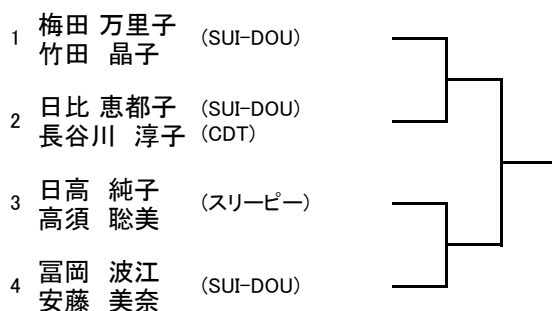 1 梅田 万里子 (SUI-DOU)
竹田 晶子
2 日比 恵都子 (SUI-DOU)
長谷川 淳子 (CDT)
3 日高 純子 (スリーピー)
高須 聡美
4 冨岡 波江 (SUI-DOU)
安藤 美奈